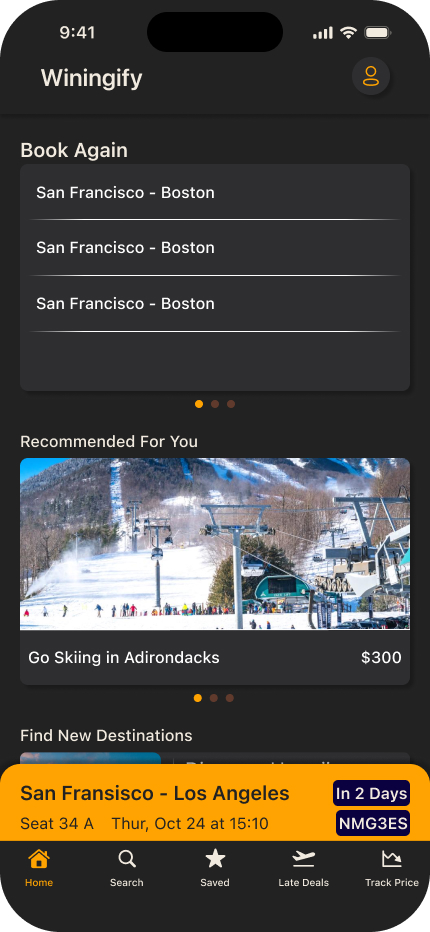 9:41
Winingify
Book Again
San Francisco - Boston
San Francisco - Boston
San Francisco - Boston
Recommended For You
Go Skiing in Adirondacks $300
Find New Destinations
San Fransisco - Los Angeles In 2 Days
Seat 34 A Thur, Oct 24 at 15:10 NMG3ES
Home Search Saved Late Deals Track Price